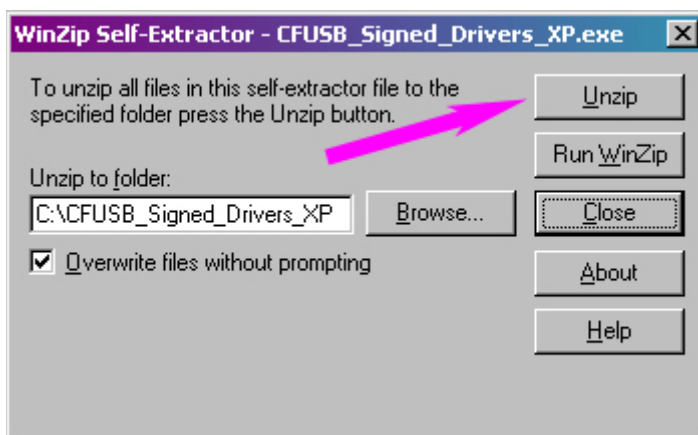 WinZip Self-Extractor - CFUSB_Signed_Drivers_XP.exe
To unzip all files in this self-extractor file to the
specified folder press the Unzip button.
Unzip to folder:
C:\CFUSB_Signed_Drivers_XP
Browse...
Overwrite files without prompting
Unzip
Run WinZip
Close
About
Help